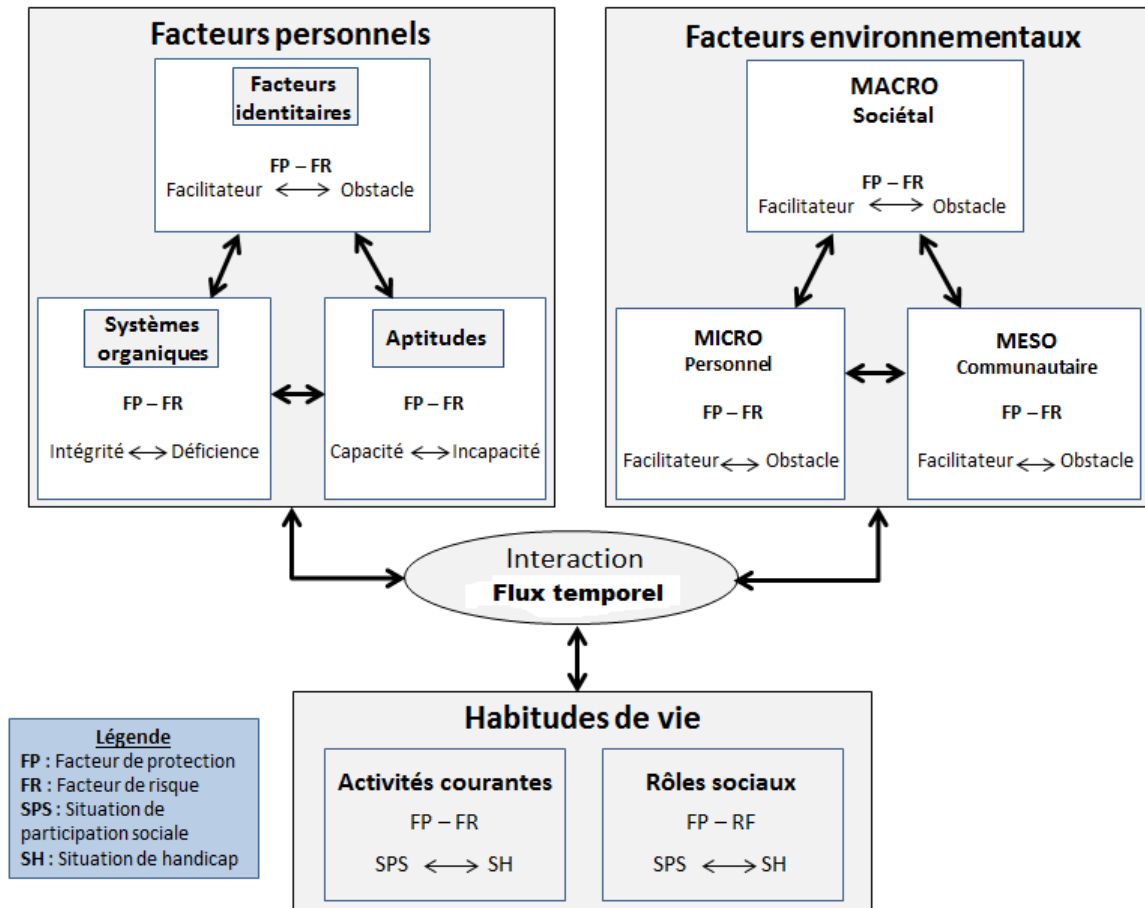 Facteurs personnels
Facteurs
identitaires
FP – FR
Facilitateur Obstacle
Systèmes
organiques
FP – FR
Intégrité Déficience
Aptitudes
FP – FR
Capacité Incapacité
Facteurs environnementaux
MACRO
Sociétal
FP – FR
Facilitateur Obstacle
MICRO
Personnel
FP – FR
Facilitateur Obstacle
MESO
Communautaire
FP – FR
Facilitateur Obstacle
Interaction
Flux temporel
Habitudes de vie
Activités courantes
FP – FR
SPS SH
Rôles sociaux
FP – RF
SPS SH
Légende
FP : Facteur de protection
FR : Facteur de risque
SPS : Situation de
participation sociale
SH : Situation de handicap